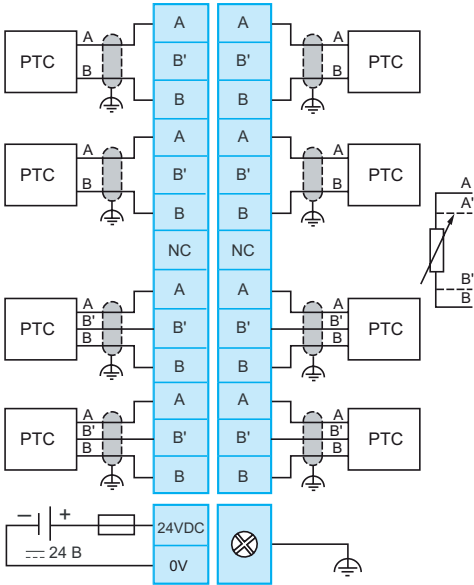 A A
A A
PTC B' B' PTC
B B
B B
A A
A A
PTC B' B' PTC
B B
B B
A
A'
B'
B
NC NC
A A
A A
B' B'
PTC B' B' PTC
B B
B B
A A
A A
B' B'
PTC B' B' PTC
B B
B B
– +
24VDC
24 В
0V